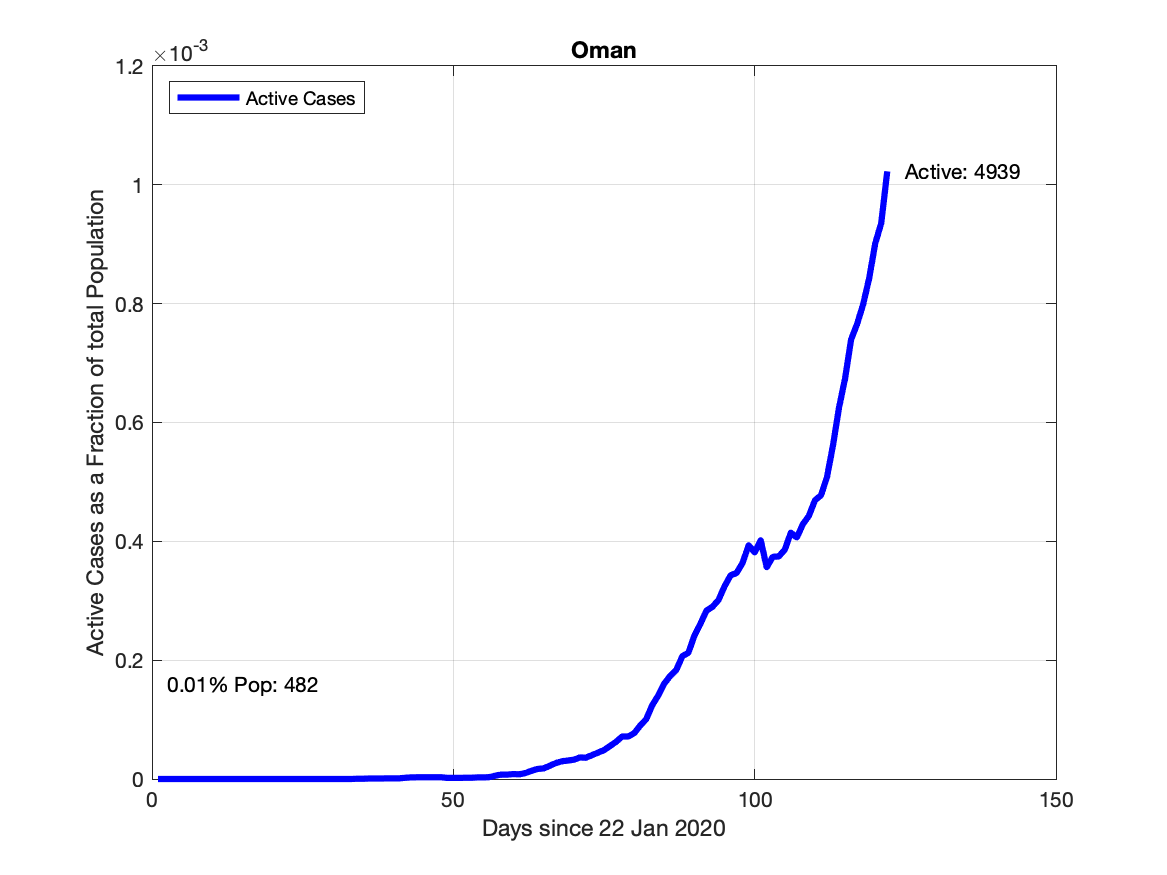 Oman
×10-3
1.2
1
0.8
0.6
0.4
0.2
0
Active Cases
Active: 4939
0.01% Pop: 482
0
50
100
150
Days since 22 Jan 2020
Active Cases as a Fraction of total Population